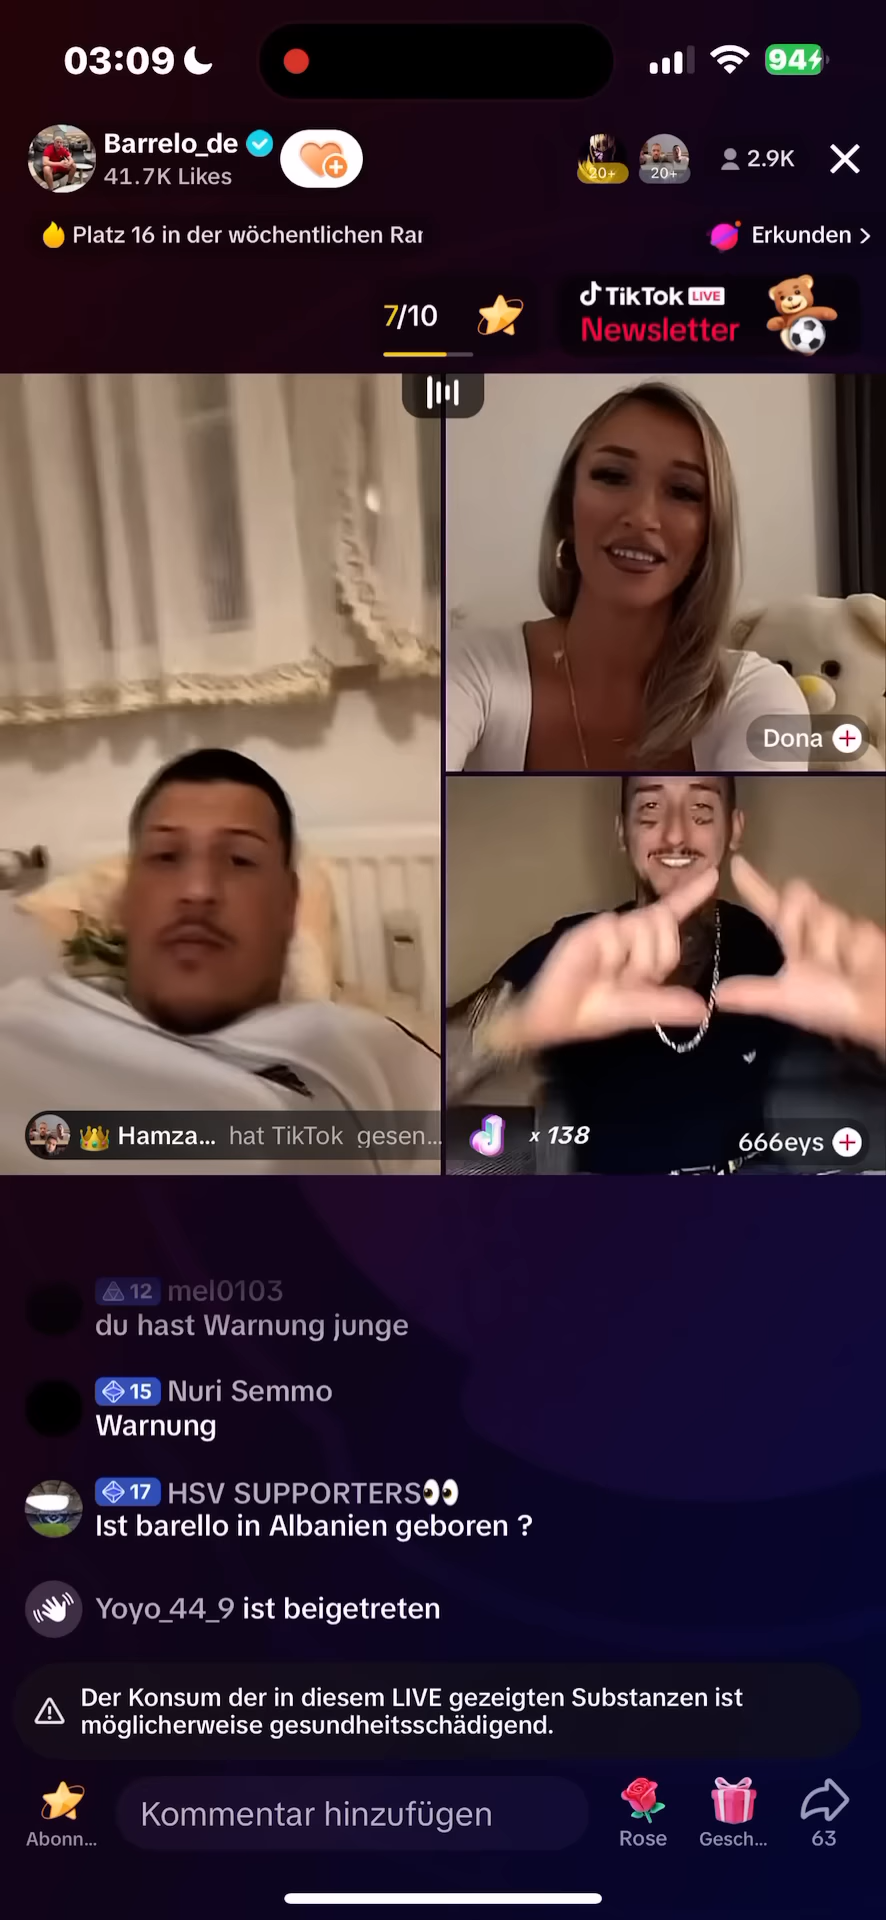 03:09
94
Barrelo_de
41.7K Likes
20+
20+
2.9K
Platz 16 in der wöchentlichen Ran
Erkunden >
7/10
TikTok LIVE
Newsletter
Dona
Hamza... hat TikTok gesen...
x 138
666eys
12 mel0103
du hast Warnung junge
15 Nuri Semmo
Warnung
17 HSV SUPPORTERS👀
Ist barello in Albanien geboren ?
Yoyo_44_9 ist beigetreten
Der Konsum der in diesem LIVE gezeigten Substanzen ist
möglicherweise gesundheitsschädigend.
Abonn...
Kommentar hinzufügen
Rose
Gesch...
63